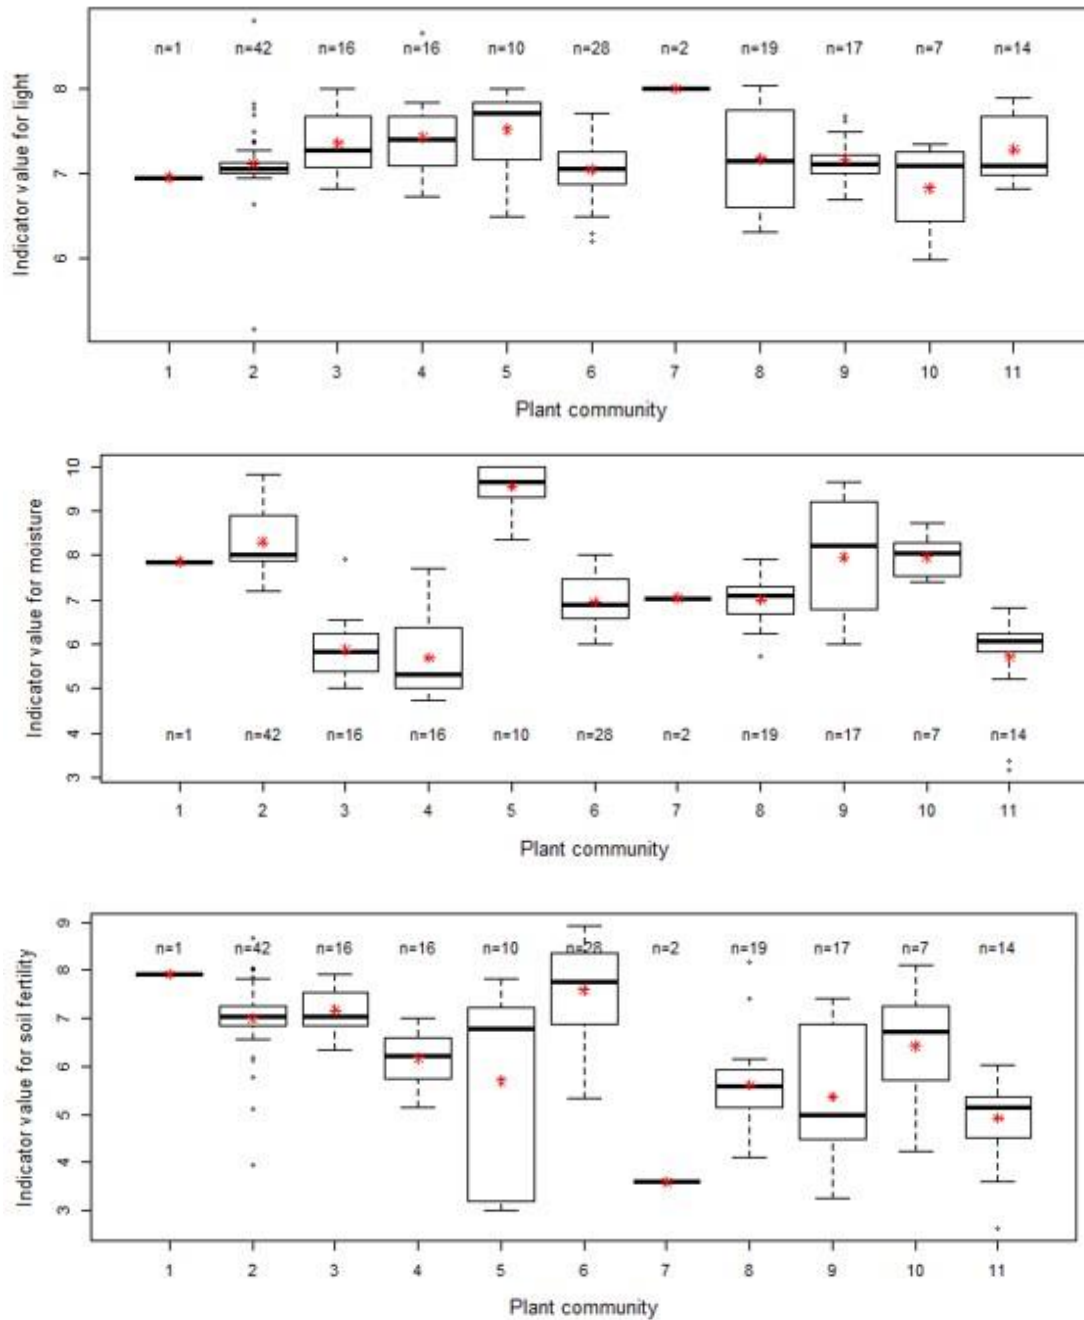 Indicator value for light
n=1 n=42 n=16 n=16 n=10 n=28 n=2 n=19 n=17 n=7 n=14
8
7
6
1 2 3 4 5 6 7 8 9 10 11
Plant community
Indicator value for moisture
10
9
8
7
6
5
4
3
n=1 n=42 n=16 n=16 n=10 n=28 n=2 n=19 n=17 n=7 n=14
1 2 3 4 5 6 7 8 9 10 11
Plant community
Indicator value for soil fertility
9
n=1 n=42 n=16 n=16 n=10 n=28 n=2 n=19 n=17 n=7 n=14
8
7
6
5
4
3
1 2 3 4 5 6 7 8 9 10 11
Plant community